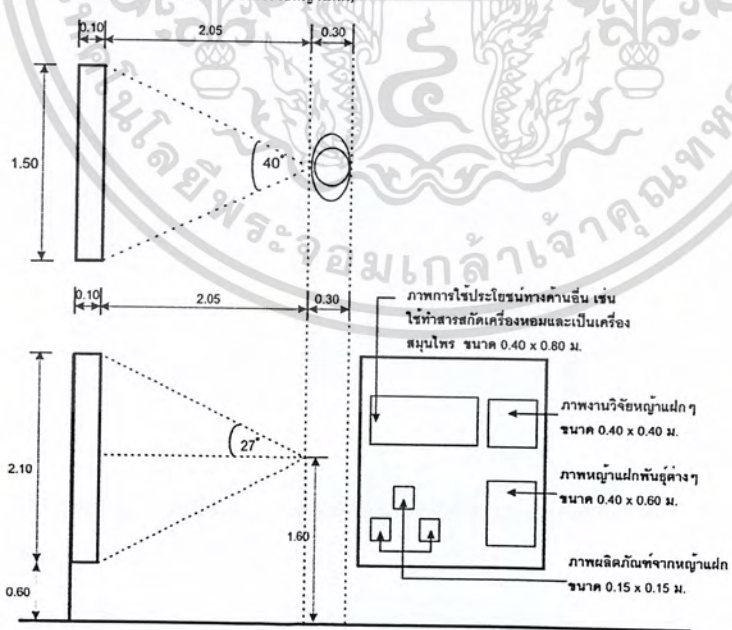 0.10
2.05
0.30
1.50
40°
0.10
2.05
0.30
2.10
27°
1.60
0.60
ภาพการใช้ประโยชน์ทางด้านอื่น เช่น
ใช้ทำสารสกัดเครื่องหอมและเป็นเครื่อง
สมุนไพร ขนาด 0.40 x 0.80 ม.
ภาพงานวิจัยหญ้าแฝกๆ
ขนาด 0.40 x 0.40 ม.
ภาพหญ้าแฝกพันธุ์ต่างๆ
ขนาด 0.40 x 0.60 ม.
ภาพผลิตภัณฑ์จากหญ้าแฝก
ขนาด 0.15 x 0.15 ม.